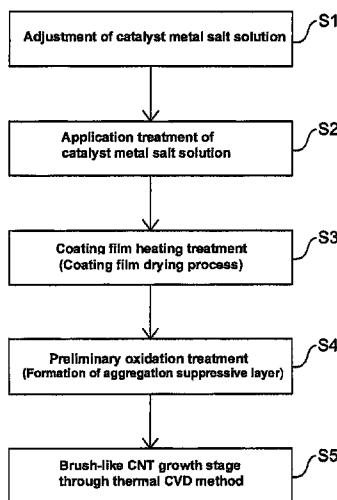 Adjustment of catalyst metal salt solution
S1
Application treatment of
catalyst metal salt solution
S2
Coating film heating treatment
(Coating film drying process)
S3
Preliminary oxidation treatment
(Formation of aggregation suppressive layer)
S4
Brush-like CNT growth stage
through thermal CVD method
S5